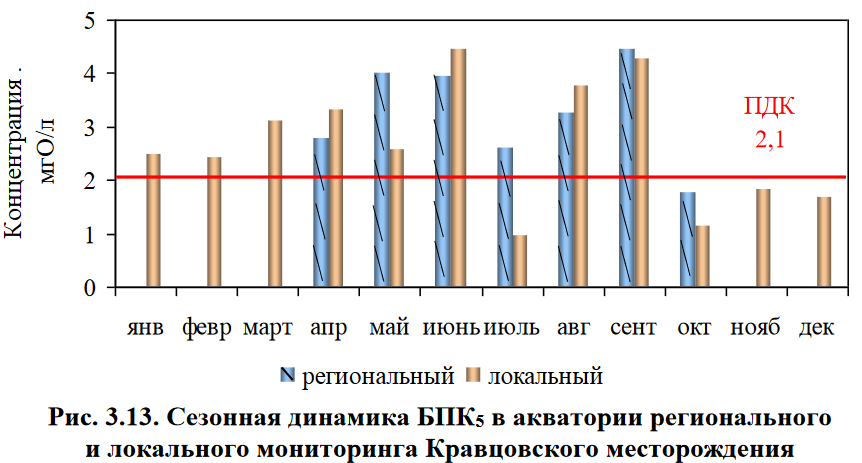 Концентрация .
мгО/л
5
4
3
2
1
0
ПДК
2,1
янв февр март апр май июнь июль авг сент окт нояб дек
региональный локальный
Рис. 3.13. Сезонная динамика БПК₅ в акватории регионального
и локального мониторинга Кравцовского месторождения